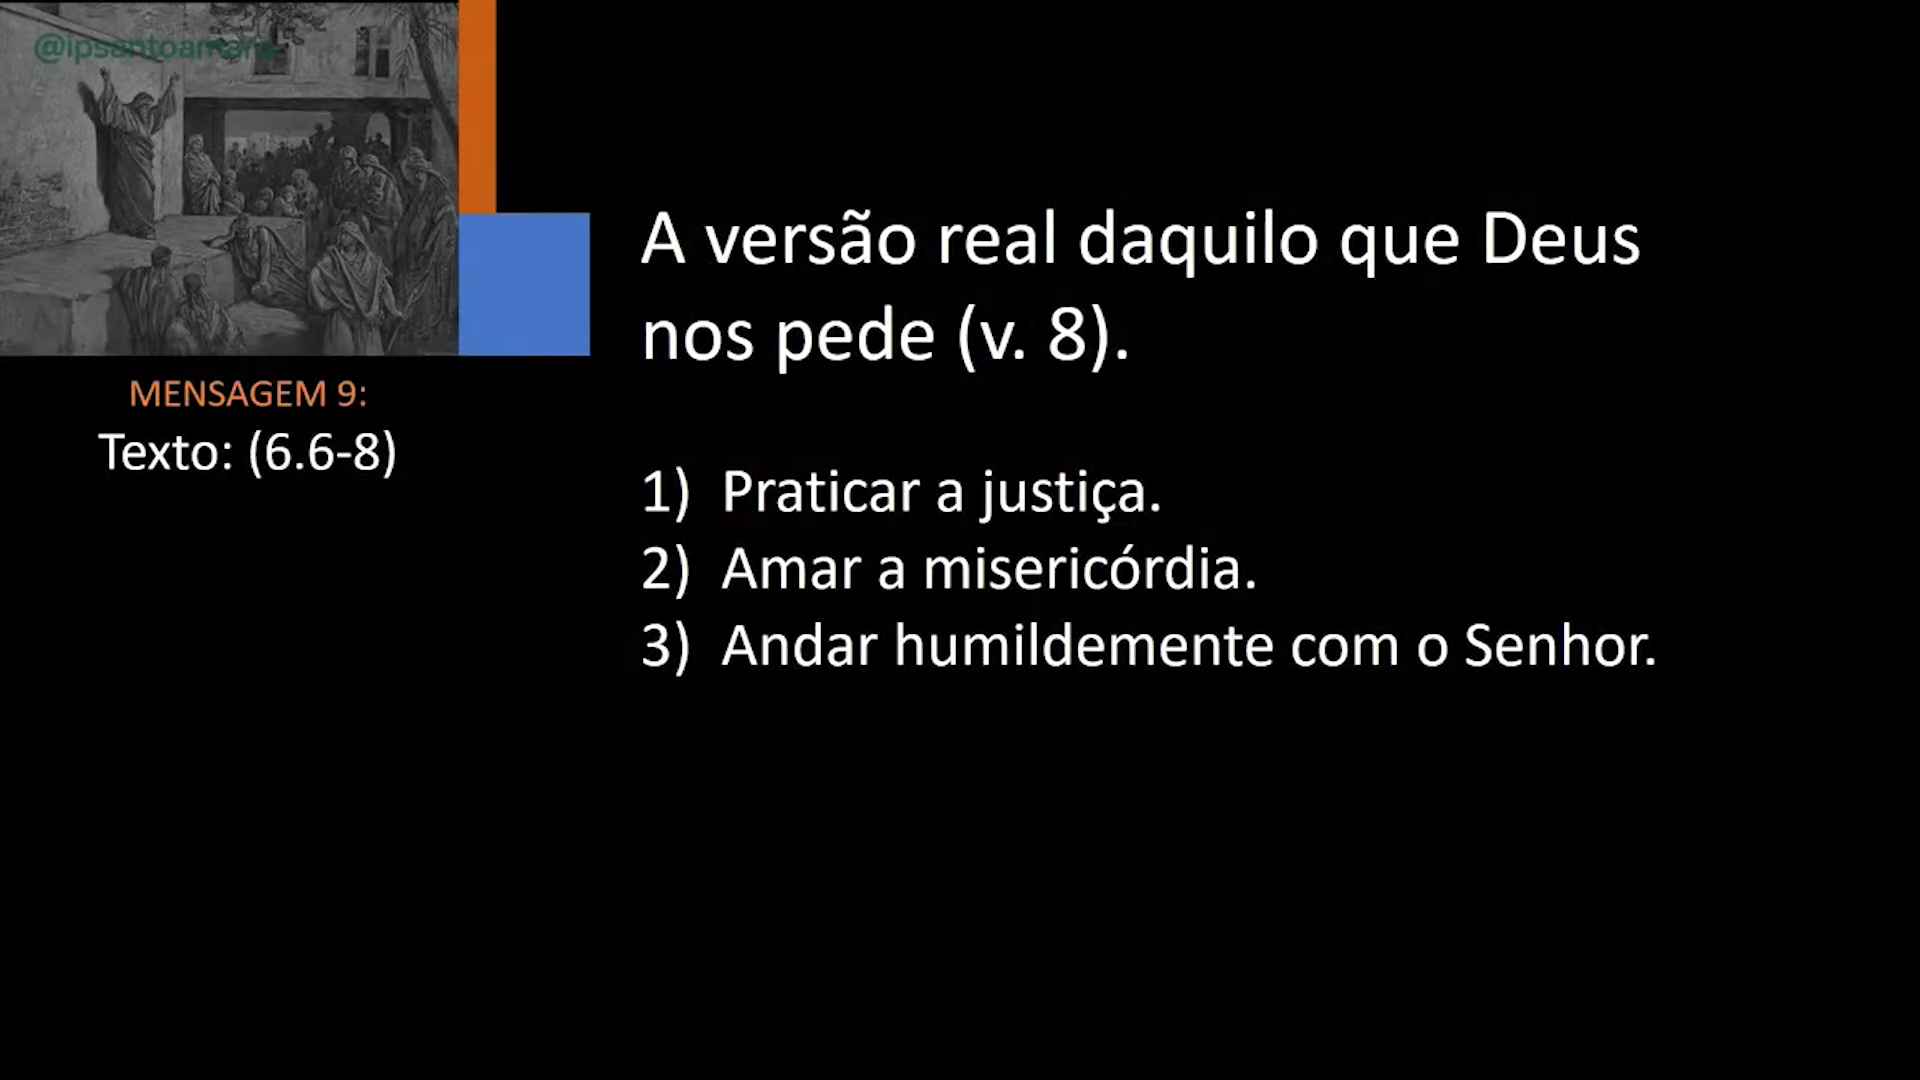 @ipsantoamaro
MENSAGEM 9:
Texto: (6.6-8)
A versão real daquilo que Deus
nos pede (v. 8).
1) Praticar a justiça.
2) Amar a misericórdia.
3) Andar humildemente com o Senhor.